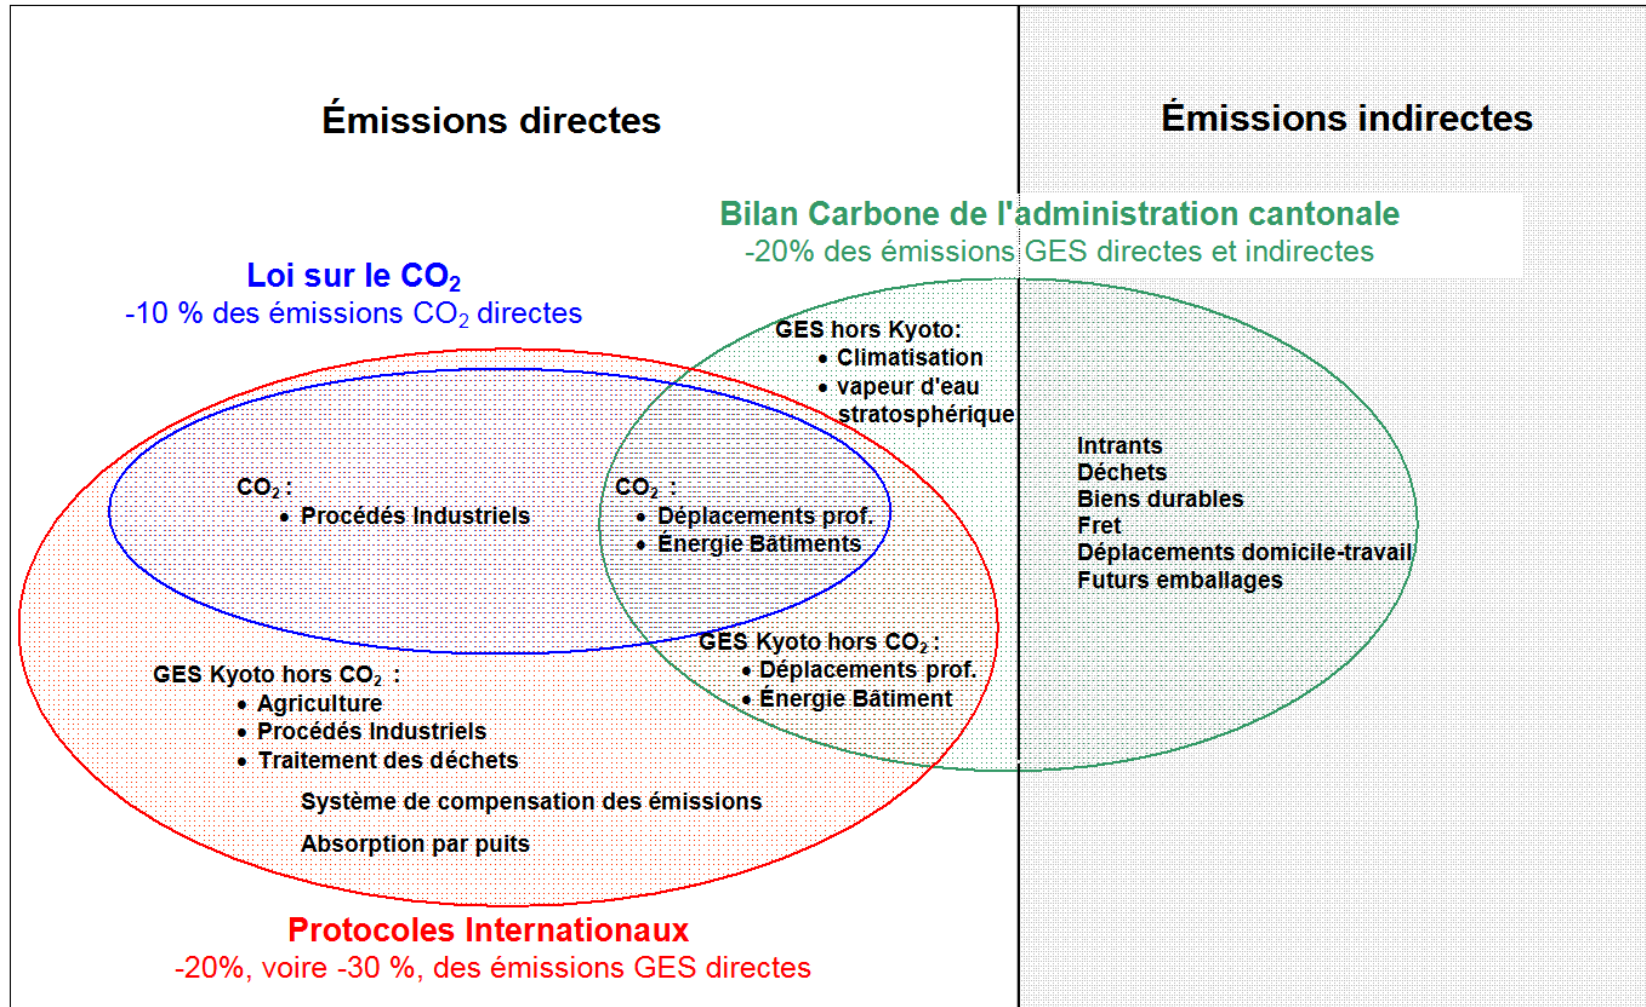 Émissions directes
Émissions indirectes
Bilan Carbone de l'administration cantonale
-20% des émissions GES directes et indirectes
Loi sur le CO₂
-10 % des émissions CO₂ directes
GES hors Kyoto:
• Climatisation
• vapeur d'eau
stratosphérique
CO₂ :
• Procédés Industriels
CO₂ :
• Déplacements prof.
• Énergie Bâtiments
Intrants
Déchets
Biens durables
Fret
Déplacements domicile-travail
Futurs emballages
GES Kyoto hors CO₂ :
• Déplacements prof.
• Énergie Bâtiment
GES Kyoto hors CO₂ :
• Agriculture
• Procédés Industriels
• Traitement des déchets
Système de compensation des émissions
Absorption par puits
Protocoles Internationaux
-20%, voire -30 %, des émissions GES directes